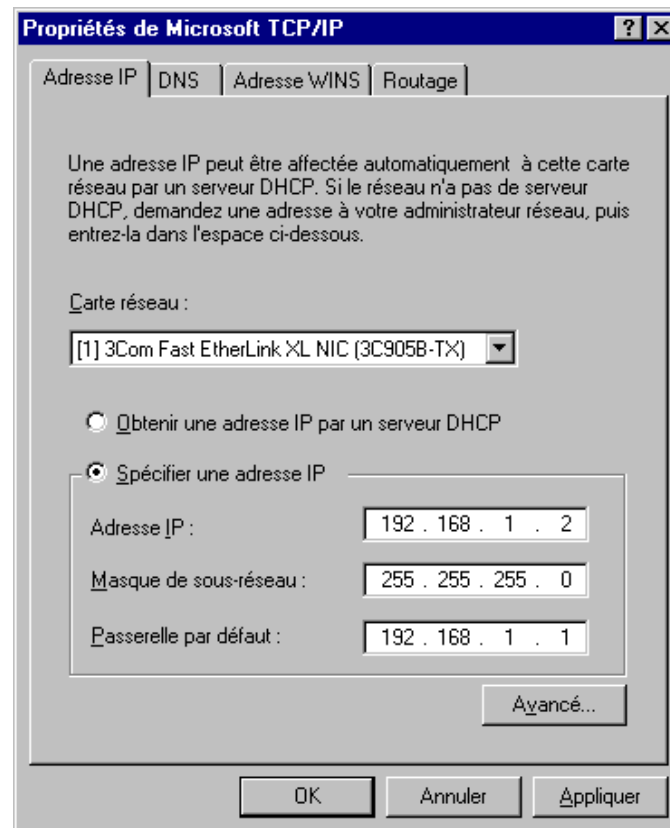 Propriétés de Microsoft TCP/IP
Adresse IP DNS Adresse WINS Routage
Une adresse IP peut être affectée automatiquement à cette carte
réseau par un serveur DHCP. Si le réseau n'a pas de serveur
DHCP, demandez une adresse à votre administrateur réseau, puis
entrez-la dans l'espace ci-dessous.
Carte réseau :
[1] 3Com Fast EtherLink XL NIC (3C905B-TX)
Obtenir une adresse IP par un serveur DHCP
Spécifier une adresse IP
Adresse IP : 192 . 168 . 1 . 2
Masque de sous-réseau : 255 . 255 . 255 . 0
Passerelle par défaut : 192 . 168 . 1 . 1
Avancé...
OK Annuler Appliquer